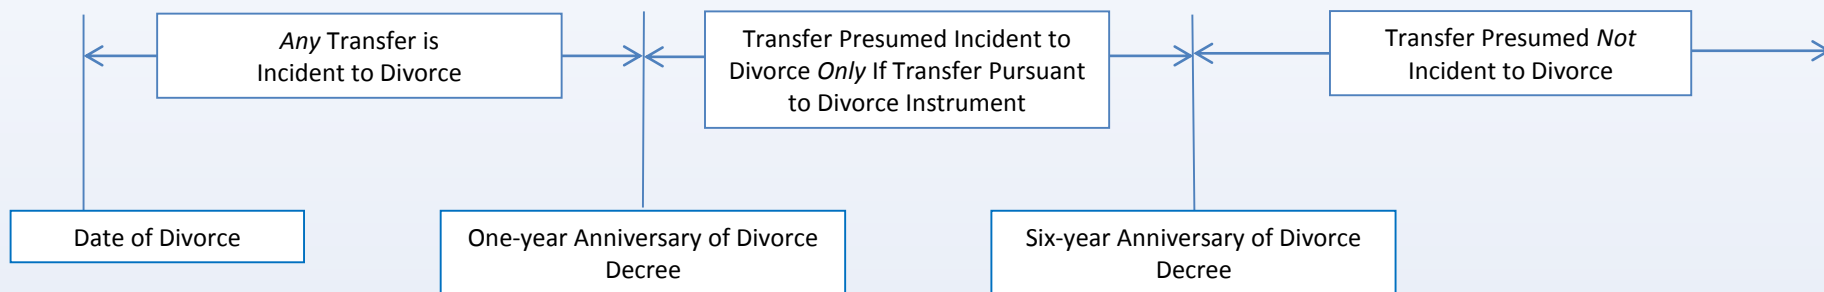 Any Transfer is
Incident to Divorce
Transfer Presumed Incident to
Divorce Only If Transfer Pursuant
to Divorce Instrument
Transfer Presumed Not
Incident to Divorce
Date of Divorce
One-year Anniversary of Divorce
Decree
Six-year Anniversary of Divorce
Decree